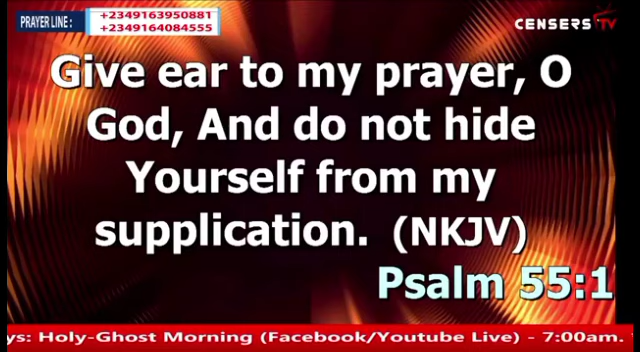 PRAYER LINE :
+2349163950881
+2349164084555
CENSERS TV
Give ear to my prayer, O
God, And do not hide
Yourself from my
supplication. (NKJV)
Psalm 55:1
ys: Holy-Ghost Morning (Facebook/Youtube Live) - 7:00am.